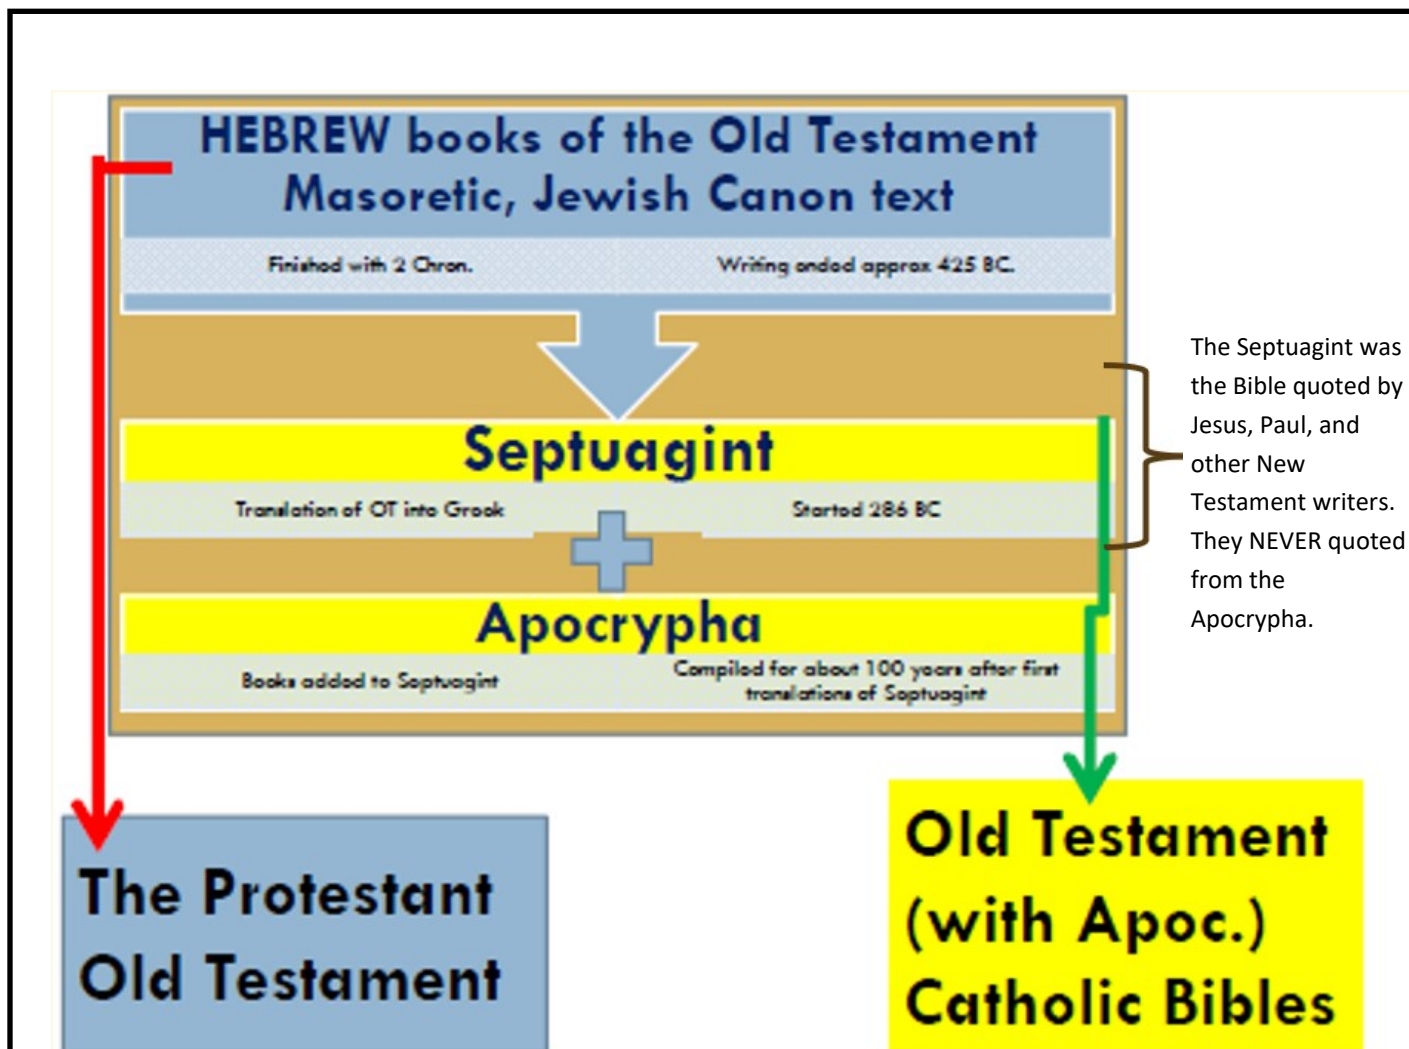 HEBREW books of the Old Testament
Masoretic, Jewish Canon text
Finished with 2 Chron.
Writing ended approx 425 BC.
Septuagint
Translation of OT into Greek
Started 286 BC
Apocrypha
Books added to Septuagint
Compiled for about 100 years after first
translations of Septuagint
The Septuagint was
the Bible quoted by
Jesus, Paul, and
other New
Testament writers.
They NEVER quoted
from the
Apocrypha.
The Protestant
Old Testament
Old Testament
(with Apoc.)
Catholic Bibles